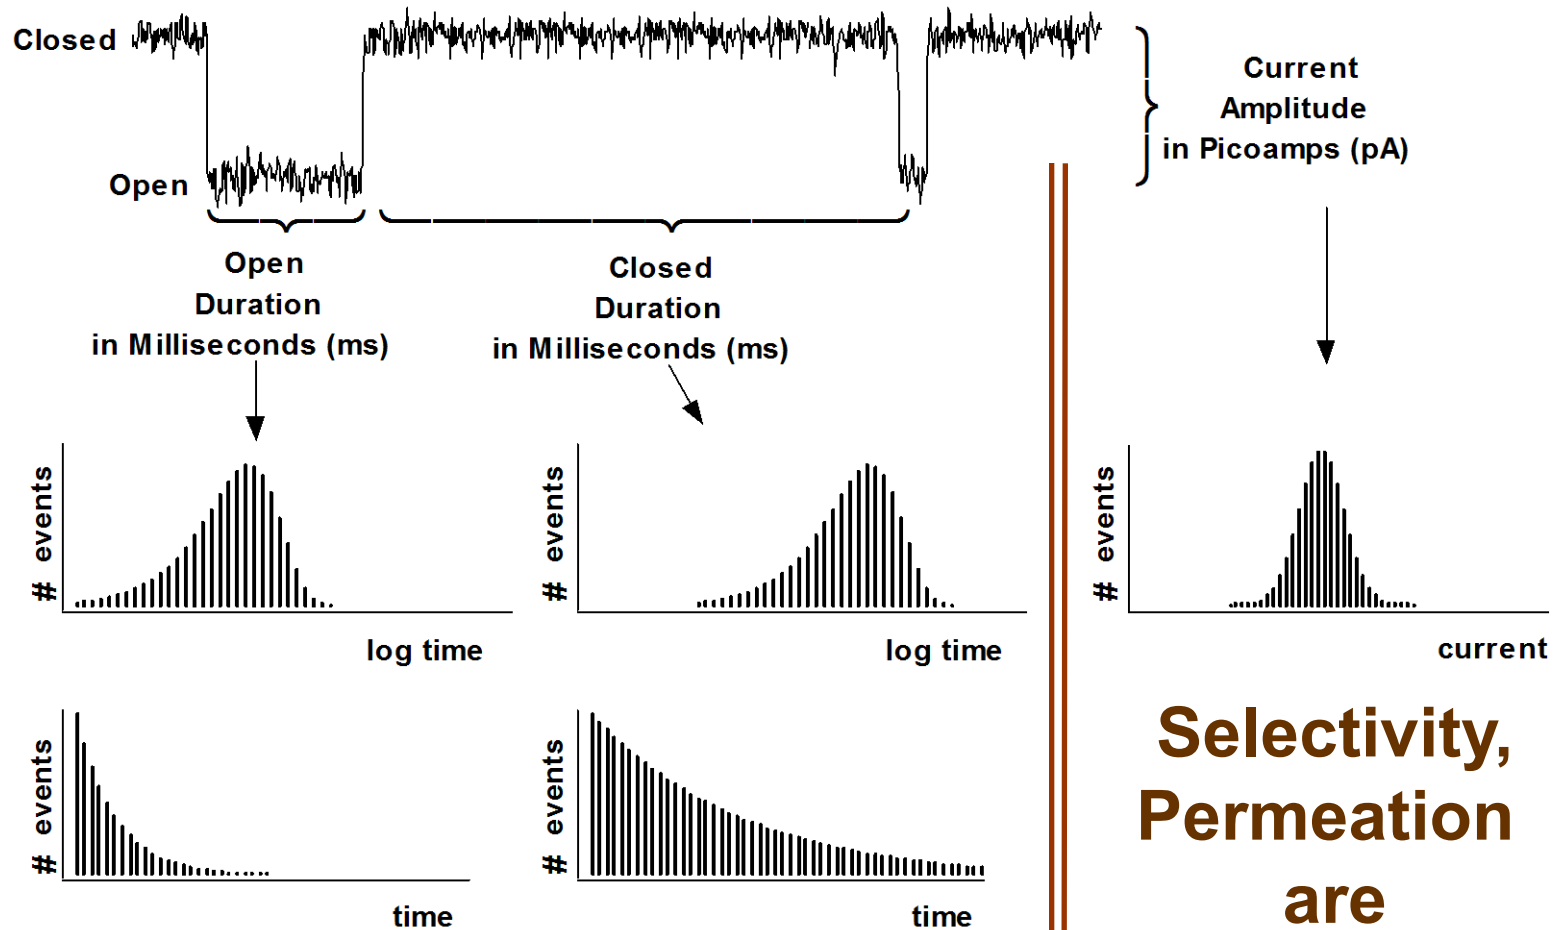 Closed
Open
Current
Amplitude
in Picoamps (pA)
Open
Duration
in Milliseconds (ms)
Closed
Duration
in Milliseconds (ms)
# events
log time
# events
log time
# events
current
# events
time
# events
time
Selectivity,
Permeation
are